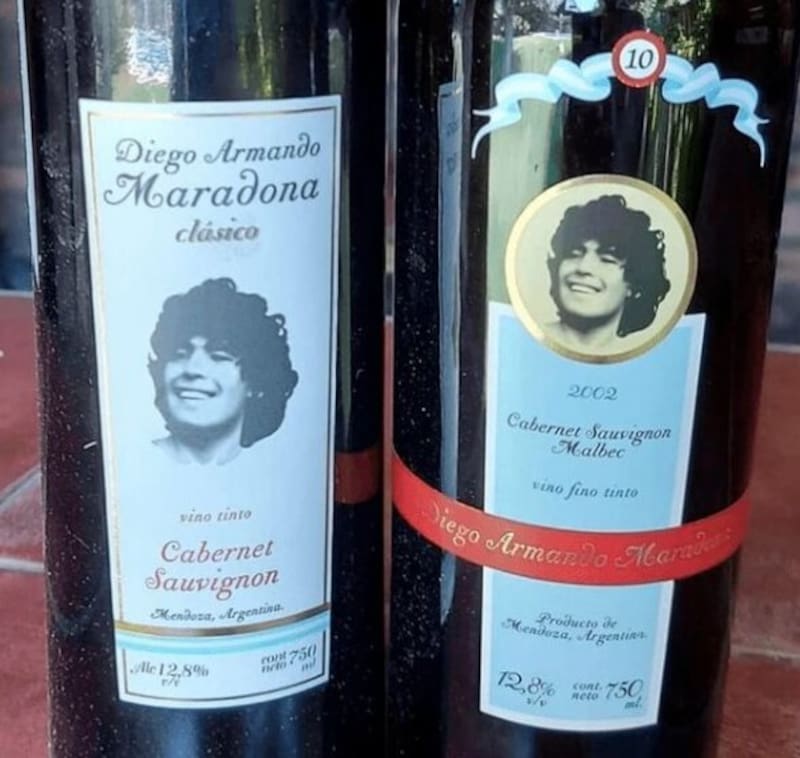 Diego Armando
Maradona
clásico
vino tinto
Cabernet
Sauvignon
Mendoza, Argentina.
Alc 12,8%
v/v
cont
neto 750
ml
10
2002
Cabernet Sauvignon
Malbec
vino fino tinto
Diego Armando Maradona
Producto de
Mendoza, Argentina.
12,8%
v/v
cont.
neto 750
ml.